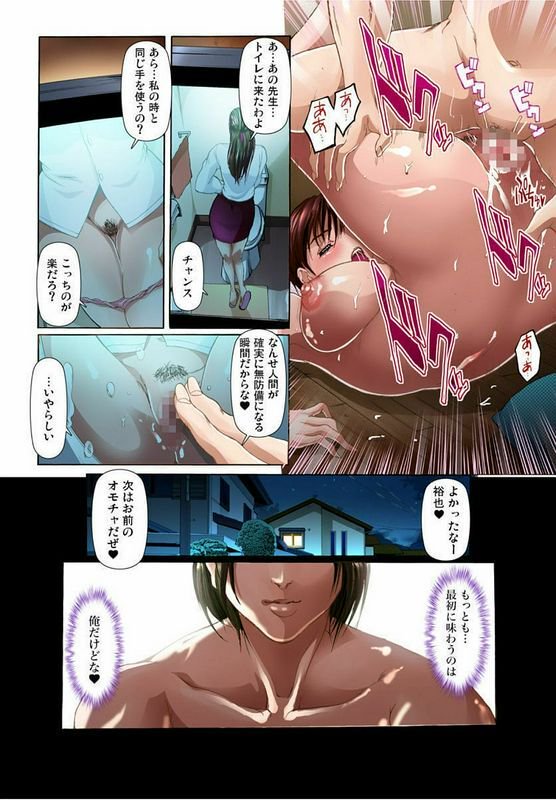 ビクン
ビクン
ドクッ
ドクッ
ドクッ
ドクッ
あっ…
ああ…
あっ
あっあ…
あ…あの先生…
トイレに来たわよ
あら…私の時と
同じ手を使うの？
チャンス
こっちのが
楽だろ？
なんせ人間が
確実に無防備になる
瞬間だからな♥
…いやらしい
よかったなー
裕也♥
次はお前の
オモチャだぜ♥
もっとも…
最初に味わうのは
俺だけどな♥